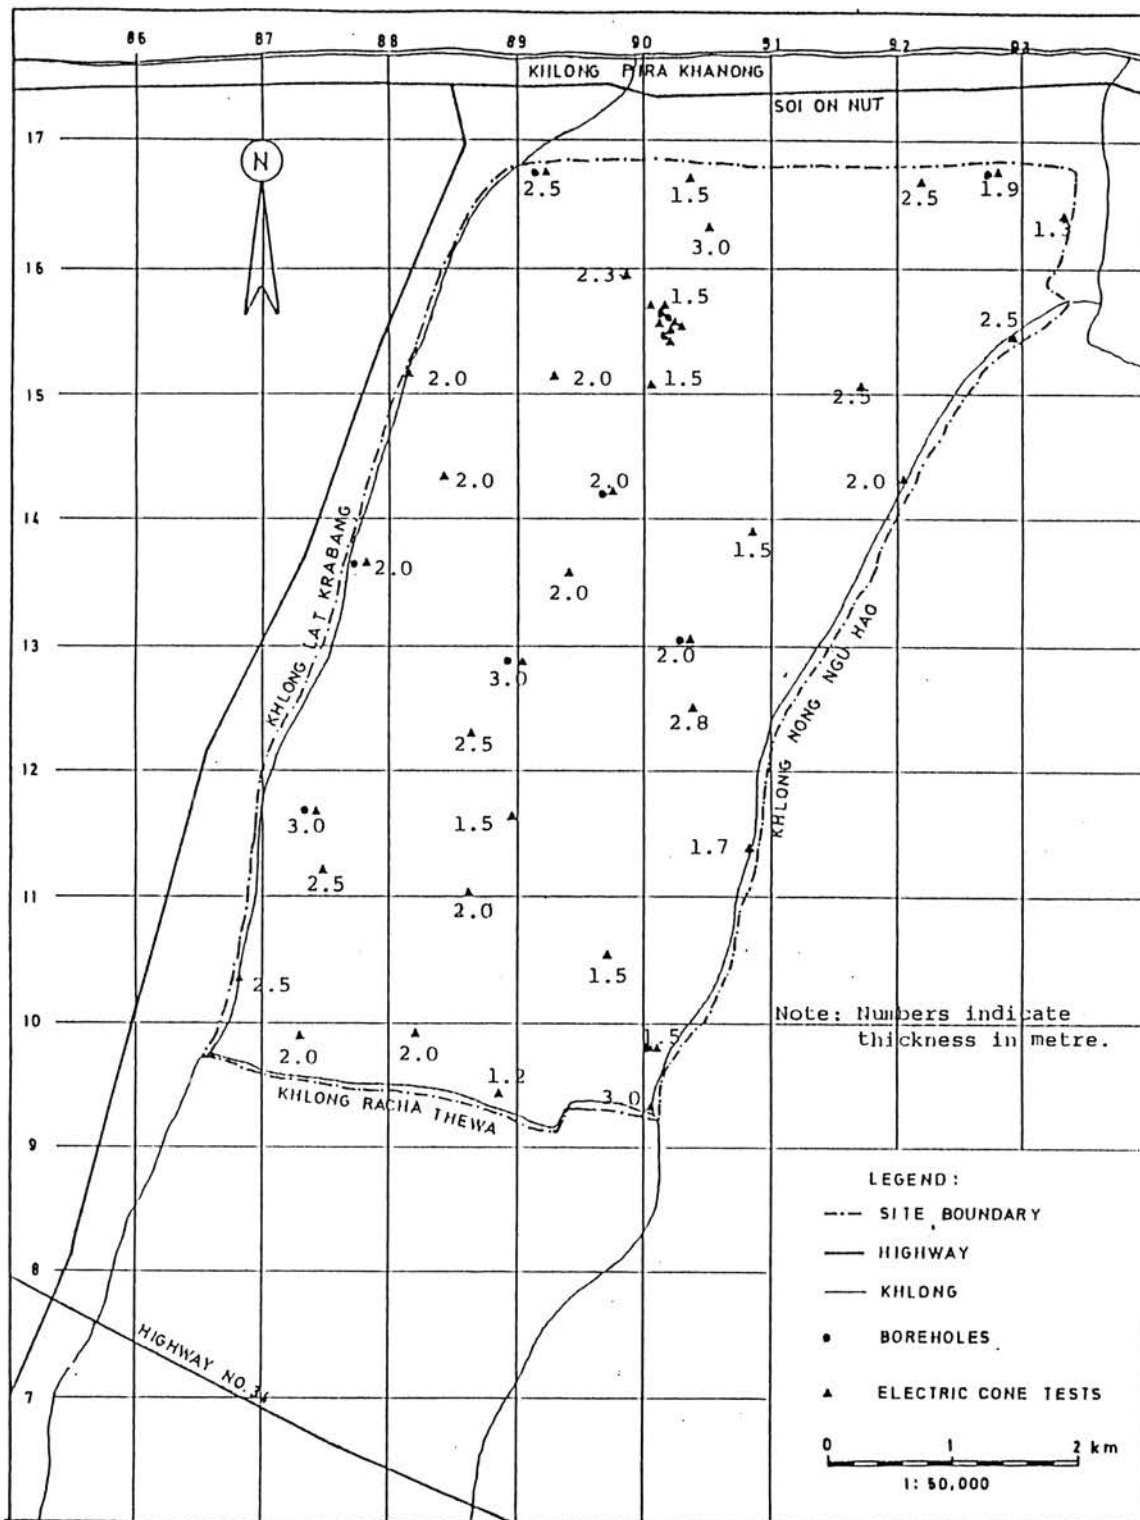 86 87 88 89 90 91 92 93
KHLONG PHRA KHANONG
SOI ON NUT
17
N
2.5 1.5 2.5 1.9
3.0 1.3
16
2.3 1.5
2.5
2.0 2.0 1.5 2.5
15
2.0 2.0 2.0
14
1.5
2.0 2.0
KHLONG LAT KRABANG
KHLONG NONG NGU HAO
13
2.0
3.0
2.8
2.5
12
3.0 1.5 1.7
2.5 2.0
11
1.5
2.5
10
Note: Numbers indicate
thickness in metre.
1.5
2.0 2.0
1.2 3.0
KHLONG RACHA THEWA
9
LEGEND:
SITE BOUNDARY
HIGHWAY
8
KHLONG
BOREHOLES
HIGHWAY NO. 34
7
ELECTRIC CONE TESTS
0 1 2 km
1: 50,000